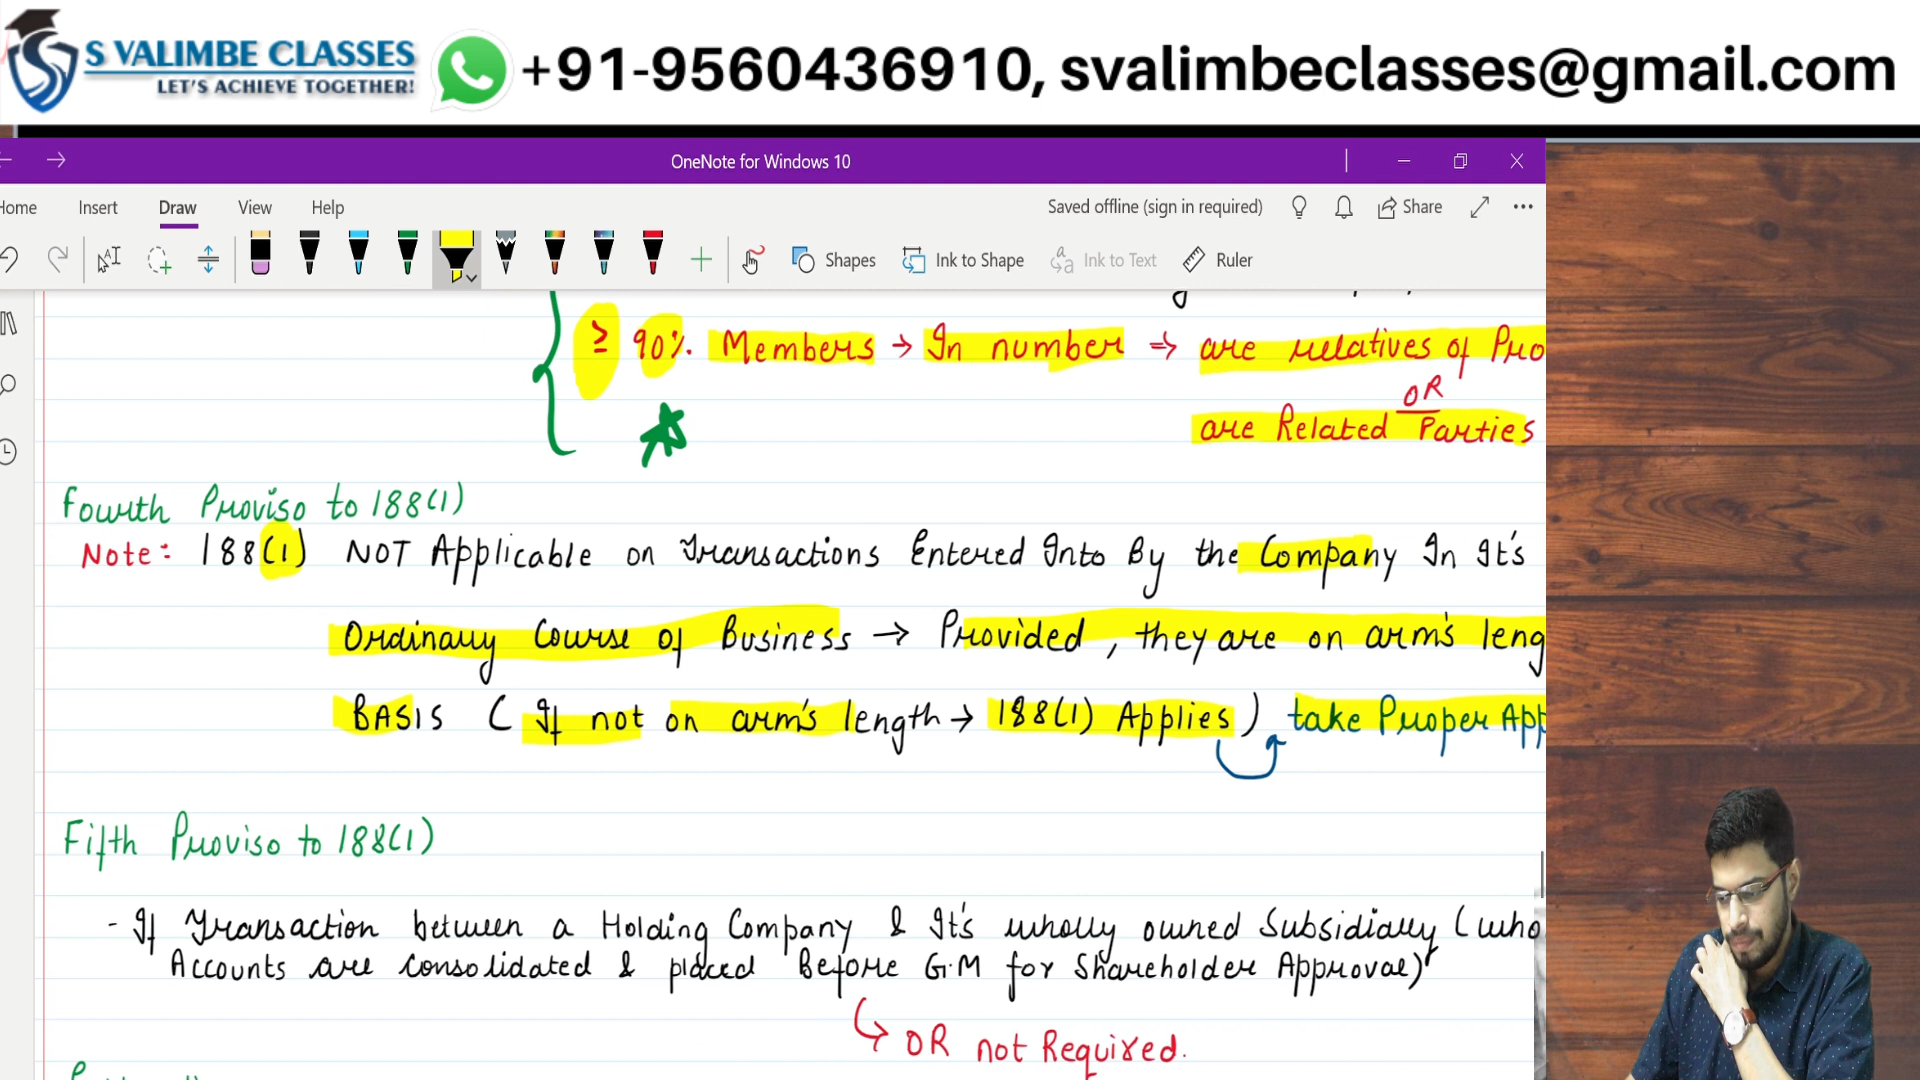 S VALIMBE CLASSES
LET'S ACHIEVE TOGETHER!
+91-9560436910, svalimbeclasses@gmail.com
OneNote for Windows 10
Home Insert Draw View Help
Saved offline (sign in required) Share
Shapes Ink to Shape Ink to Text Ruler
≥ 90% Members → In number ⇒ are relatives of Pro
OR
are Related Parties
Fourth Proviso to 188(1)
Note:- 188(1) NOT Applicable on Transactions Entered Into By the Company In It's
Ordinary Course of Business → Provided, they are on arm's leng
BASIS ( If not on arm's length → 188(1) Applies ) take Proper App
Fifth Proviso to 188(1)
- If Transaction between a Holding Company & It's wholly owned Subsidiary (who
Accounts are consolidated & placed Before G.M for Shareholder Approval)
↳ OR not Required.